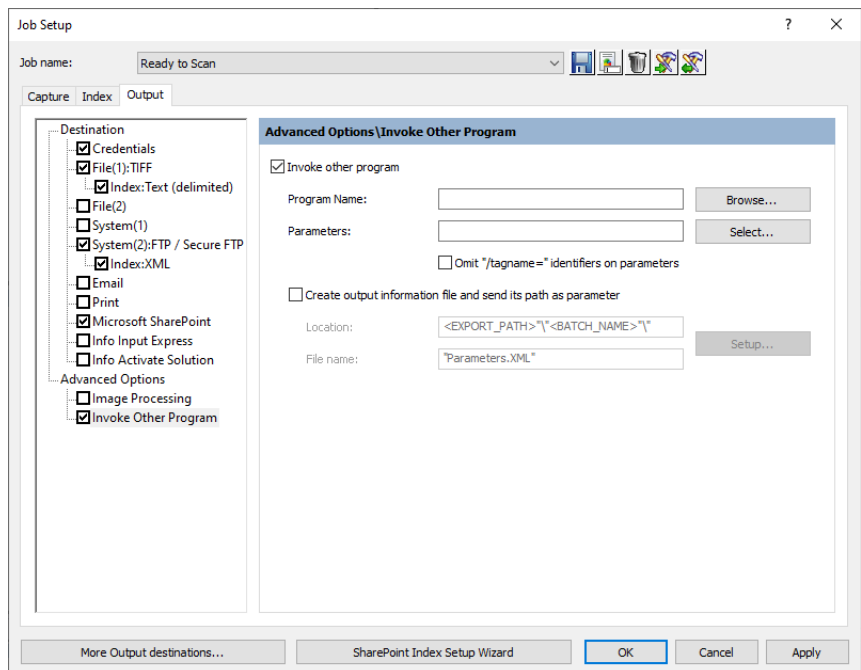 Job Setup
?
Job name:
Ready to Scan
Capture Index Output
Destination
Credentials
File(1):TIFF
Index:Text (delimited)
File(2)
System(1)
System(2):FTP / Secure FTP
Index:XML
Email
Print
Microsoft SharePoint
Info Input Express
Info Activate Solution
Advanced Options
Image Processing
Invoke Other Program
Advanced Options\Invoke Other Program
Invoke other program
Program Name:
Browse...
Parameters:
Select...
Omit "/tagname=" identifiers on parameters
Create output information file and send its path as parameter
Location:
<EXPORT_PATH>"\"<BATCH_NAME>"\"
Setup...
File name:
"Parameters.XML"
More Output destinations...
SharePoint Index Setup Wizard
OK
Cancel
Apply